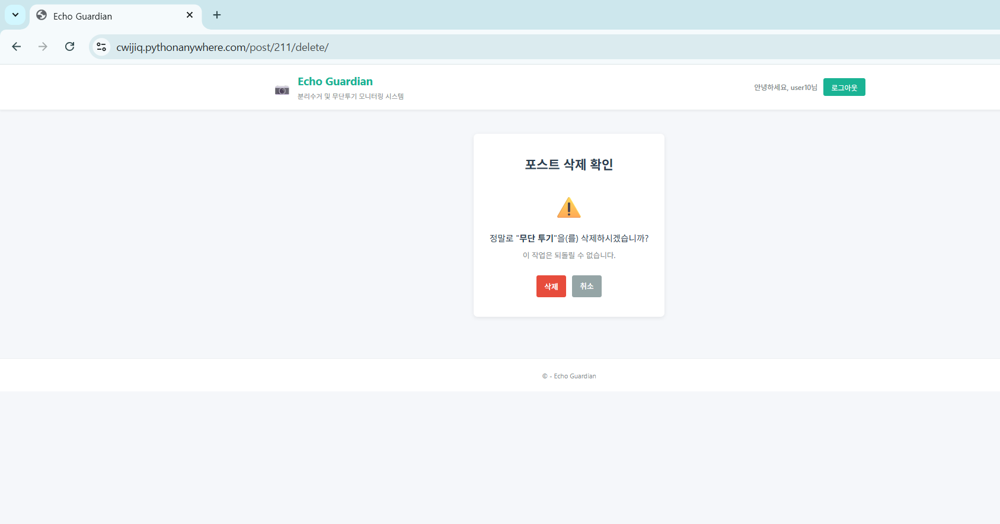 Echo Guardian
cwijiq.pythonanywhere.com/post/211/delete/
Echo Guardian
분리수거 및 무단투기 모니터링 시스템
안녕하세요, user10님
로그아웃
포스트 삭제 확인
정말로 "무단 투기"을(를) 삭제하시겠습니까?
이 작업은 되돌릴 수 없습니다.
삭제
취소
© - Echo Guardian